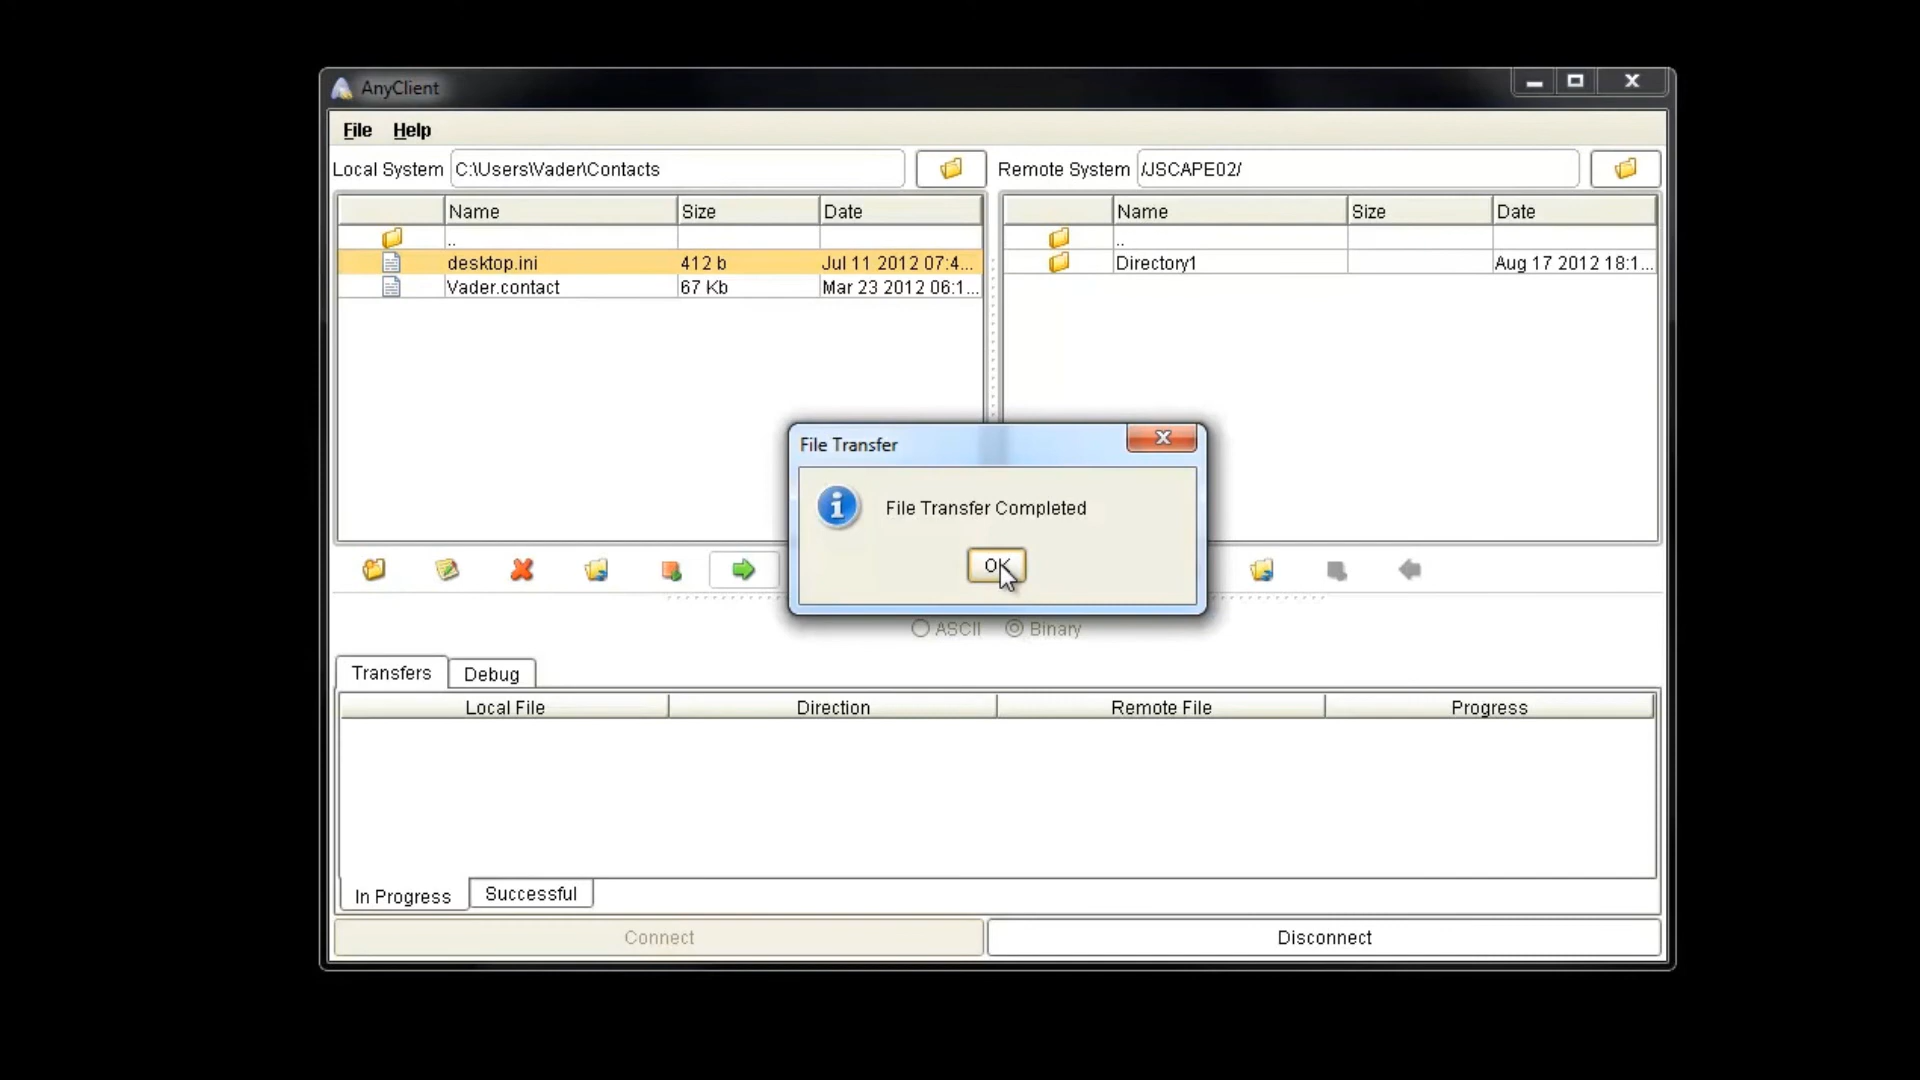 AnyClient
File Help
Local System C:\Users\Vader\Contacts Remote System /JSCAPE02/
Name Size Date Name Size Date
.. ..
desktop.ini 412 b Jul 11 2012 07:4... Directory1 Aug 17 2012 18:1...
Vader.contact 67 Kb Mar 23 2012 06:1...
File Transfer
File Transfer Completed
OK
ASCII Binary
Transfers Debug
Local File Direction Remote File Progress
In Progress Successful
Connect Disconnect